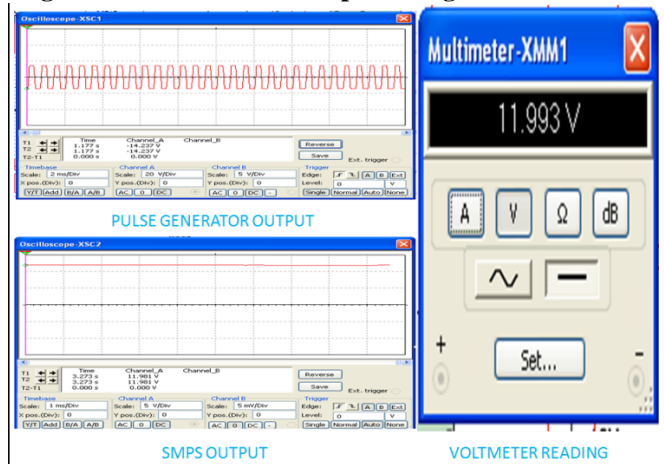 Oscilloscope-XSC1
Time Channel_A Channel_B
T1 1.177 s -14.237 V
T2 1.177 s -14.237 V
T2-T1 0.000 s 0.000 V
Reverse
Save Ext. trigger
Timebase Channel A Channel B Trigger
Scale: 2 ms/Div Scale: 20 V/Div Scale: 5 V/Div Edge: A B Ext
X pos.(Div): 0 Y pos.(Div): 0 Y pos.(Div): 0 Level: 0 V
Y/T Add B/A A/B AC 0 DC AC 0 DC - Single Normal Auto None
PULSE GENERATOR OUTPUT
Oscilloscope-XSC2
Time Channel_A Channel_B
T1 3.273 s 11.981 V
T2 3.273 s 11.981 V
T2-T1 0.000 s 0.000 V
Reverse
Save Ext. trigger
Timebase Channel A Channel B Trigger
Scale: 1 ms/Div Scale: 5 V/Div Scale: 5 mV/Div Edge: A B Ext
X pos.(Div): 0 Y pos.(Div): 0 Y pos.(Div): 0 Level: 0 V
Y/T Add B/A A/B AC 0 DC AC 0 DC - Single Normal Auto None
SMPS OUTPUT
Multimeter-XMM1
11.993 V
A V Ω dB
+ Set... -
VOLTMETER READING